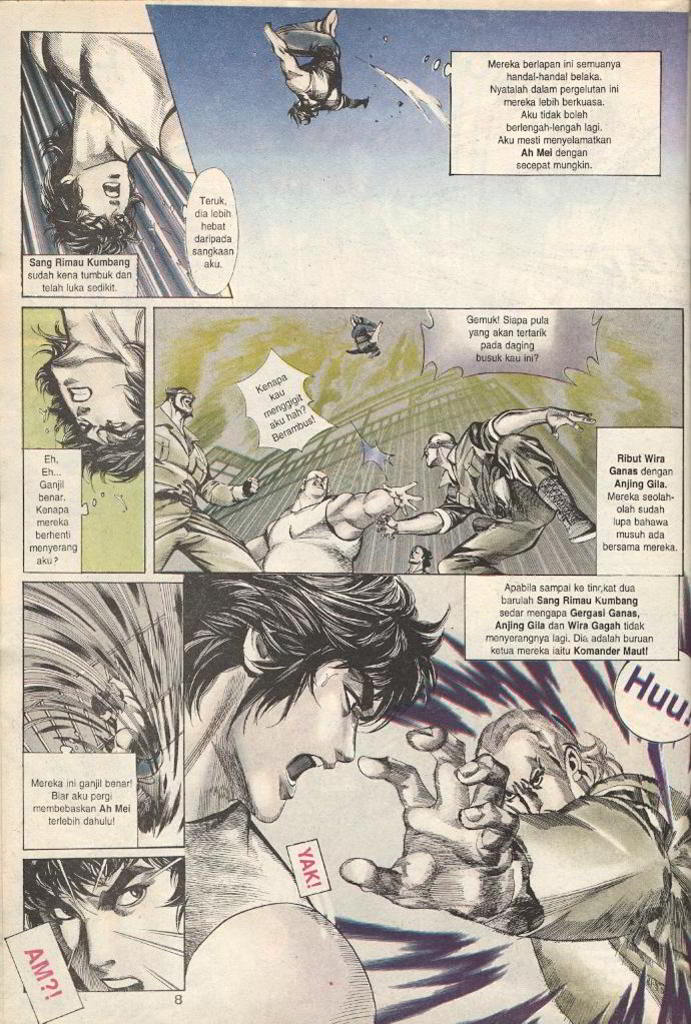 Mereka berlapan ini semuanya
handal-handal belaka.
Nyatalah dalam pergelutan ini
mereka lebih berkuasa.
Aku tidak boleh
berlengah-lengah lagi.
Aku mesti menyelamatkan
Ah Mei dengan
secepat mungkin.
Teruk,
dia lebih
hebat
daripada
sangkaan
aku.
Sang Rimau Kumbang
sudah kena tumbuk dan
telah luka sedikit.
Eh,
Eh...
Ganjil
benar.
Kenapa
mereka
berhenti
menyerang
aku?
Kenapa
kau
menggigit
aku hah?
Berambus!
Gemuk! Siapa pula
yang akan tertarik
pada daging
busuk kau ini?
Ribut Wira
Ganas dengan
Anjing Gila.
Mereka seolah-
olah sudah
lupa bahawa
musuh ada
bersama mereka.
Apabila sampai ke tingkat dua
barulah Sang Rimau Kumbang
sedar mengapa Gergasi Ganas,
Anjing Gila dan Wira Gagah tidak
menyerangnya lagi. Dia adalah buruan
ketua mereka iaitu Komander Maut!
Huu
Mereka ini ganjil benar!
Biar aku pergi
membebaskan Ah Mei
terlebih dahulu!
YAK!
AM?!
8